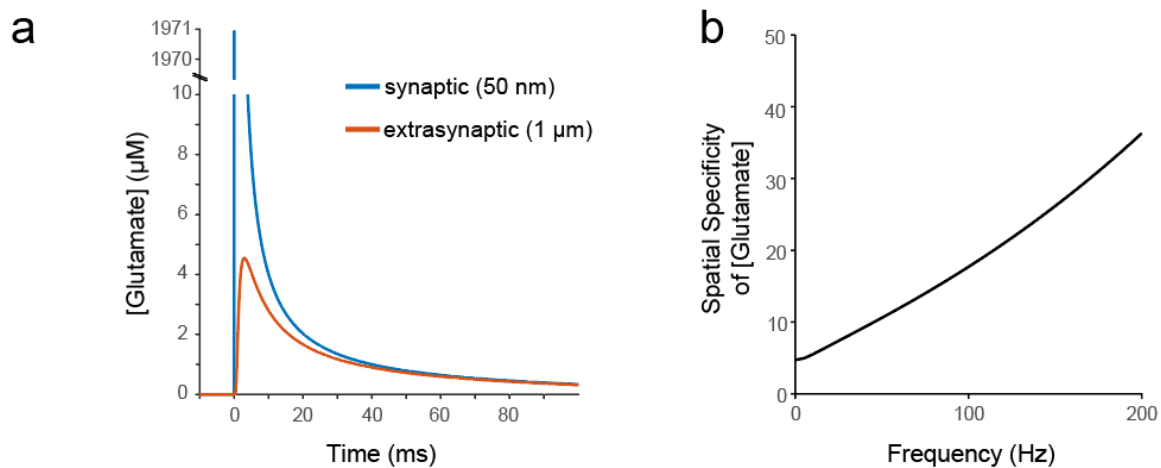 a
1971
1970
10
8
6
4
2
0
[Glutamate] (µM)
synaptic (50 nm)
extrasynaptic (1 µm)
0 20 40 60 80
Time (ms)
b
50
40
30
20
10
0
Spatial Specificity
of [Glutamate]
0 100 200
Frequency (Hz)